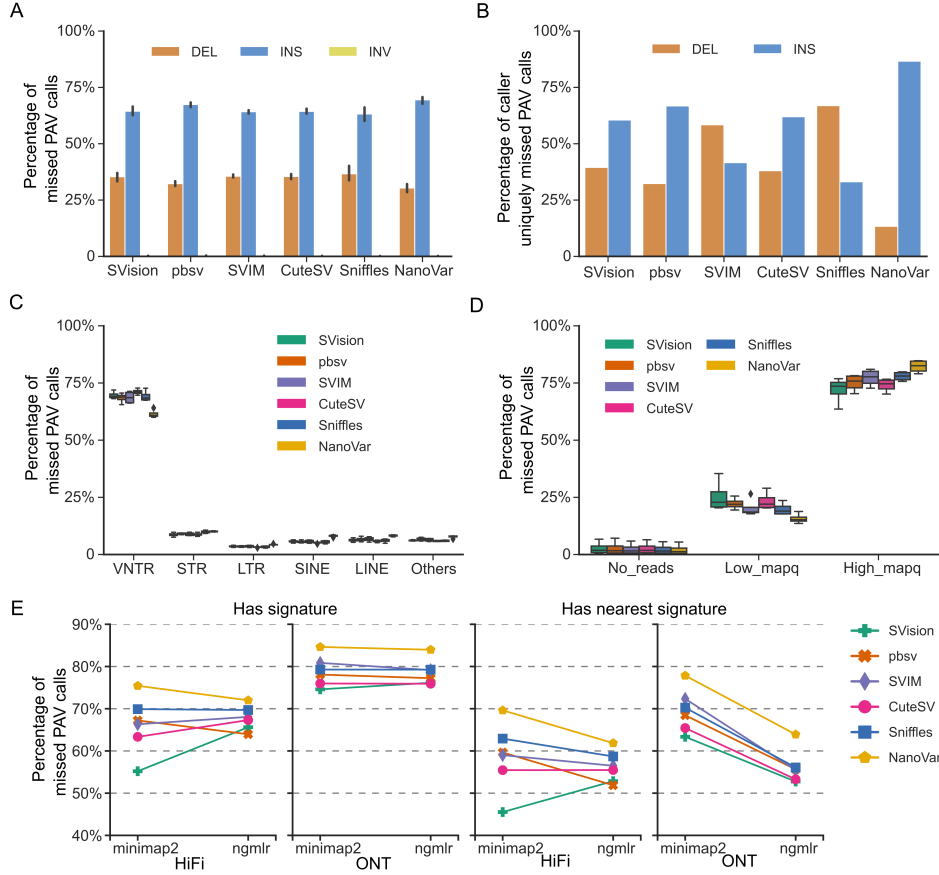 A
100%
75%
50%
25%
0
Percentage of
missed PAV calls
DEL INS INV
SVision pbsv SVIM CuteSV Sniffles NanoVar
B
100%
75%
50%
25%
0
Percentage of caller
uniquely missed PAV calls
DEL INS
SVision pbsv SVIM CuteSV Sniffles NanoVar
C
100%
75%
50%
25%
0
Percentage of
missed PAV calls
SVision
pbsv
SVIM
CuteSV
Sniffles
NanoVar
VNTR STR LTR SINE LINE Others
D
100%
75%
50%
25%
0
Percentage of
missed PAV calls
SVision Sniffles
pbsv NanoVar
SVIM
CuteSV
No_reads Low_mapq High_mapq
E
Has signature Has nearest signature
90%
80%
70%
60%
50%
40%
Percentage of
missed PAV calls
minimap2 ngmlr minimap2 ngmlr minimap2 ngmlr minimap2 ngmlr
HiFi ONT HiFi ONT
SVision
pbsv
SVIM
CuteSV
Sniffles
NanoVar